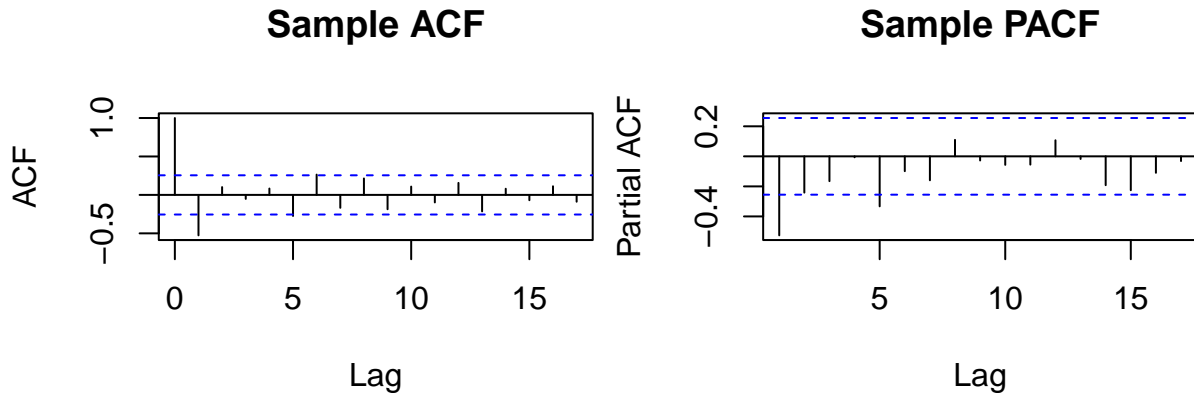 Sample ACF
ACF
1.0
−0.5
0 5 10 15
Lag
Sample PACF
Partial ACF
0.2
−0.4
5 10 15
Lag